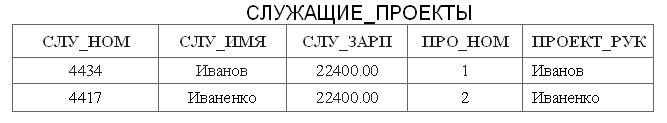 СЛУЖАЩИЕ_ПРОЕКТЫ
СЛУ_НОМ СЛУ_ИМЯ СЛУ_ЗАРП ПРО_НОМ ПРОЕКТ_РУК
4434 Иванов 22400.00 1 Иванов
4417 Иваненко 22400.00 2 Иваненко